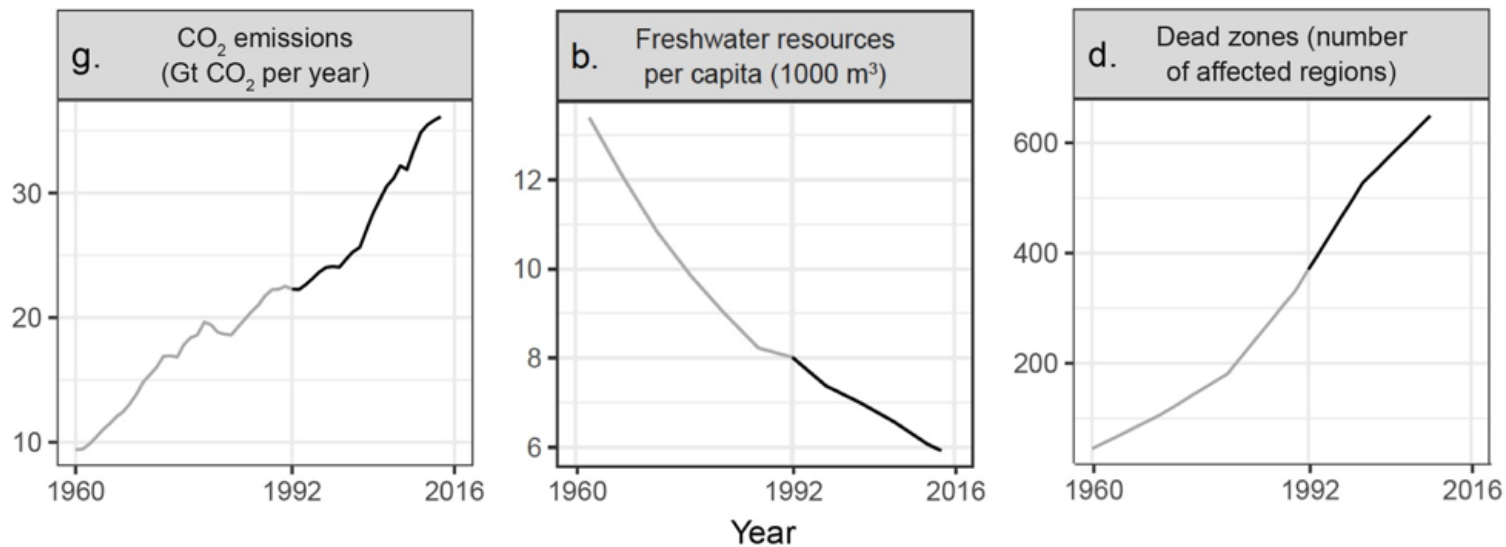 g.
CO₂ emissions
(Gt CO₂ per year)
30
20
10
1960
1992
2016
b.
Freshwater resources
per capita (1000 m³)
12
10
8
6
1960
1992
2016
Year
d.
Dead zones (number
of affected regions)
600
400
200
1960
1992
2016